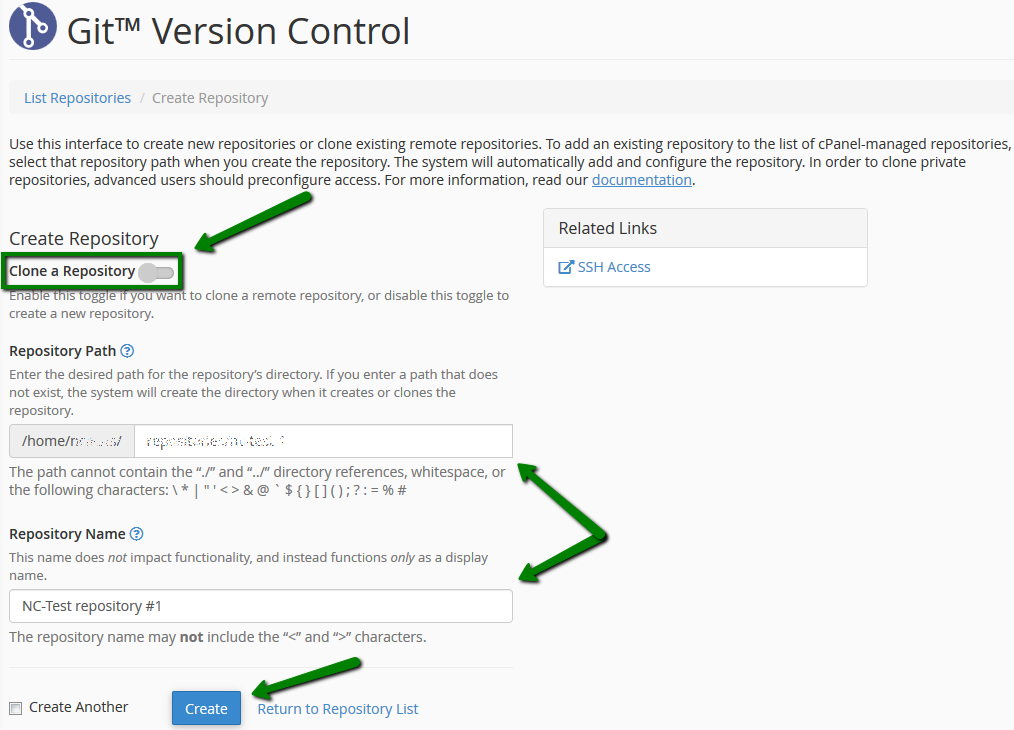 Git™ Version Control
List Repositories / Create Repository
Use this interface to create new repositories or clone existing remote repositories. To add an existing repository to the list of cPanel-managed repositories,
select that repository path when you create the repository. The system will automatically add and configure the repository. In order to clone private
repositories, advanced users should preconfigure access. For more information, read our documentation.
Create Repository
Clone a Repository
Enable this toggle if you want to clone a remote repository, or disable this toggle to
create a new repository.
Repository Path
Enter the desired path for the repository’s directory. If you enter a path that does
not exist, the system will create the directory when it creates or clones the
repository.
/home/
The path cannot contain the “./” and “../” directory references, whitespace, or
the following characters: \ * | " ' < > & @ ` $ { } [ ] ( ) ; ? : = % #
Repository Name
This name does not impact functionality, and instead functions only as a display
name.
NC-Test repository #1
The repository name may not include the “<” and “>” characters.
Create Another
Create
Return to Repository List
Related Links
SSH Access